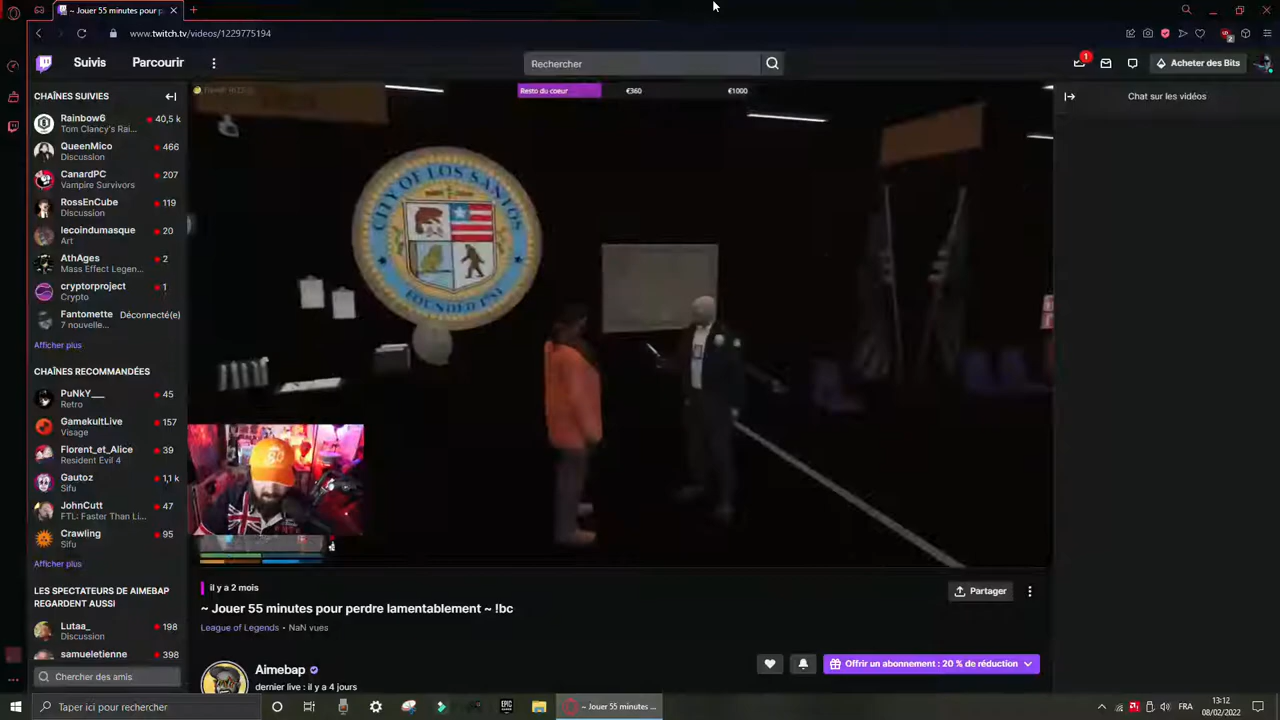 ~ Jouer 55 minutes pour p
www.twitch.tv/videos/1229775194
Suivis
Parcourir
Rechercher
1
Acheter des Bits
CHAÎNES SUIVIES
Rainbow6
40,5 k
Tom Clancy's Rai...
QueenMico
466
Discussion
CanardPC
207
Vampire Survivors
RossEnCube
119
Discussion
lecoindumasque
20
Art
AthAges
2
Mass Effect Legen...
cryptorproject
1
Crypto
Fantomette
Déconnecté(e)
7 nouvelle...
Afficher plus
CHAÎNES RECOMMANDÉES
PuNkY___
45
Retro
GamekultLive
157
Visage
Florent_et_Alice
39
Resident Evil 4
Gautoz
1,1 k
Sifu
JohnCutt
47
FTL: Faster Than Li...
Crawling
95
Sifu
Afficher plus
LES SPECTATEURS DE AIMEBAP
REGARDENT AUSSI
Lutaa_
198
Discussion
samueletienne
398
Chercher des amis
Resto du coeur
€360
€1000
CITY OF LOS SANTOS
Chat sur les vidéos
il y a 2 mois
~ Jouer 55 minutes pour perdre lamentablement ~ !bc
League of Legends • NaN vues
Partager
Aimebap
dernier live : il y a 4 jours
Offrir un abonnement : 20 % de réduction
Taper ici pour rechercher
EPIC
~ Jouer 55 minutes ...
FRA
13:12
08/02/2022